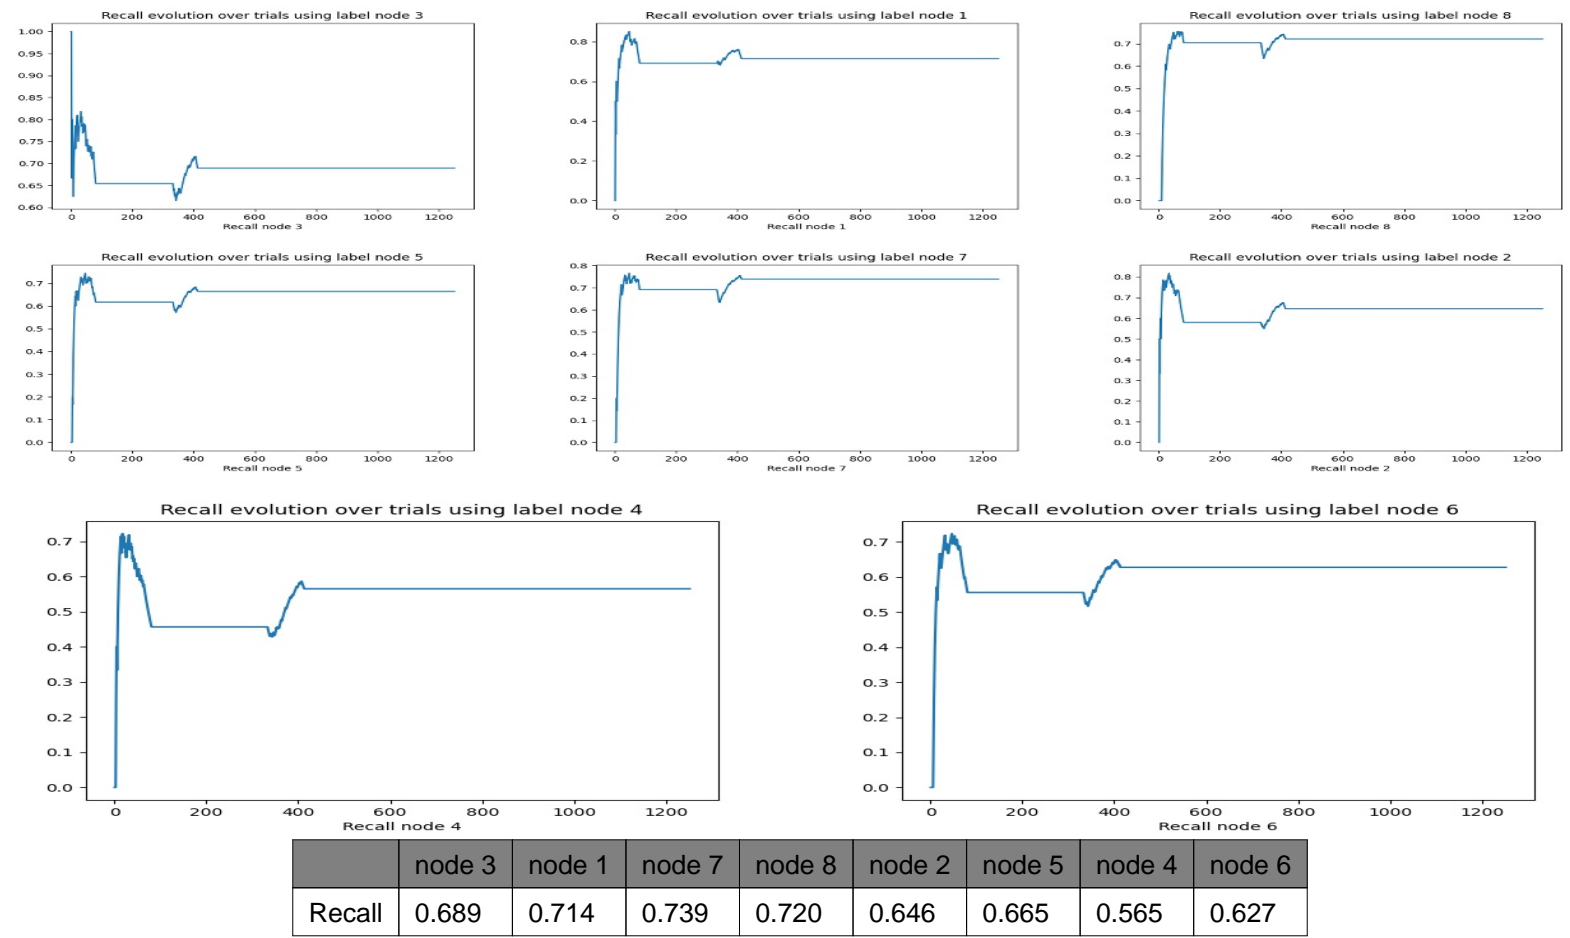 Recall evolution over trials using label node 3
1.00
0.95
0.90
0.85
0.80
0.75
0.70
0.65
0.60
0 200 400 600 800 1000 1200
Recall node 3
Recall evolution over trials using label node 1
0.8
0.6
0.4
0.2
0.0
0 200 400 600 800 1000 1200
Recall node 1
Recall evolution over trials using label node 8
0.7
0.6
0.5
0.4
0.3
0.2
0.1
0.0
0 200 400 600 800 1000 1200
Recall node 8
Recall evolution over trials using label node 5
0.7
0.6
0.5
0.4
0.3
0.2
0.1
0.0
0 200 400 600 800 1000 1200
Recall node 5
Recall evolution over trials using label node 7
0.8
0.7
0.6
0.5
0.4
0.3
0.2
0.1
0.0
0 200 400 600 800 1000 1200
Recall node 7
Recall evolution over trials using label node 2
0.8
0.7
0.6
0.5
0.4
0.3
0.2
0.1
0.0
0 200 400 600 800 1000 1200
Recall node 2
Recall evolution over trials using label node 4
0.7
0.6
0.5
0.4
0.3
0.2
0.1
0.0
0 200 400 600 800 1000 1200
Recall node 4
Recall evolution over trials using label node 6
0.7
0.6
0.5
0.4
0.3
0.2
0.1
0.0
0 200 400 600 800 1000 1200
Recall node 6
node 3 node 1 node 7 node 8 node 2 node 5 node 4 node 6
Recall 0.689 0.714 0.739 0.720 0.646 0.665 0.565 0.627